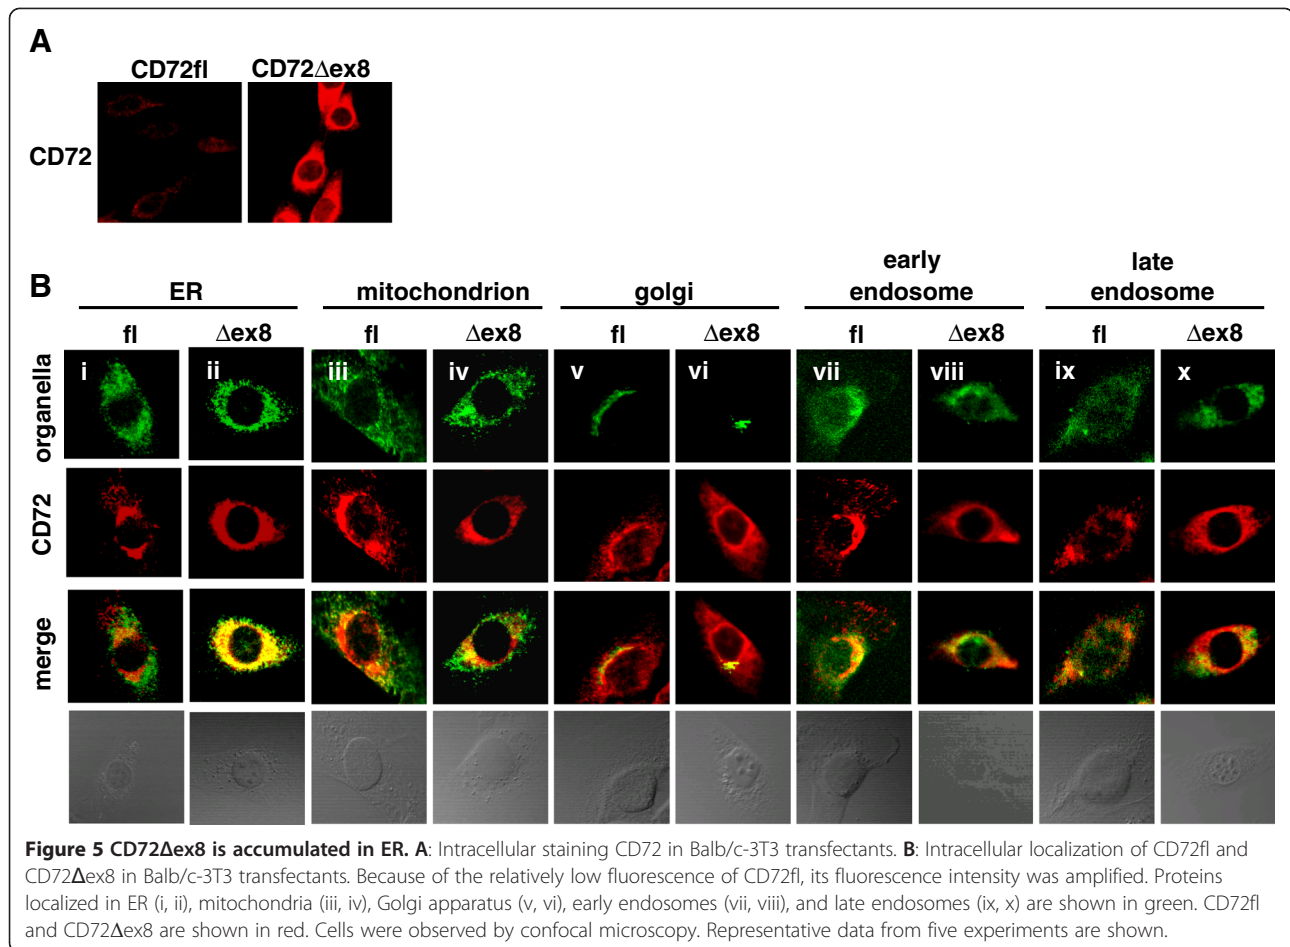 A
CD72fl CD72Δex8
CD72
B
ER mitochondrion golgi early endosome late endosome
fl Δex8 fl Δex8 fl Δex8 fl Δex8 fl Δex8
organella
i ii iii iv v vi vii viii ix x
CD72
merge
Figure 5 CD72Δex8 is accumulated in ER. A: Intracellular staining CD72 in Balb/c-3T3 transfectants. B: Intracellular localization of CD72fl and
CD72Δex8 in Balb/c-3T3 transfectants. Because of the relatively low fluorescence of CD72fl, its fluorescence intensity was amplified. Proteins
localized in ER (i, ii), mitochondria (iii, iv), Golgi apparatus (v, vi), early endosomes (vii, viii), and late endosomes (ix, x) are shown in green. CD72fl
and CD72Δex8 are shown in red. Cells were observed by confocal microscopy. Representative data from five experiments are shown.